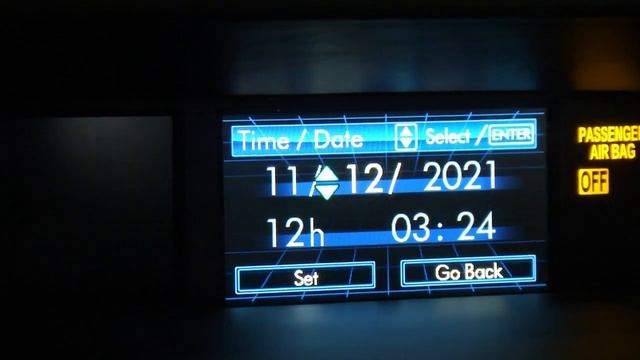 Time / Date Select / ENTER
11 / 12 / 2021
12h 03 : 24
Set Go Back
PASSENGER
AIR BAG
OFF